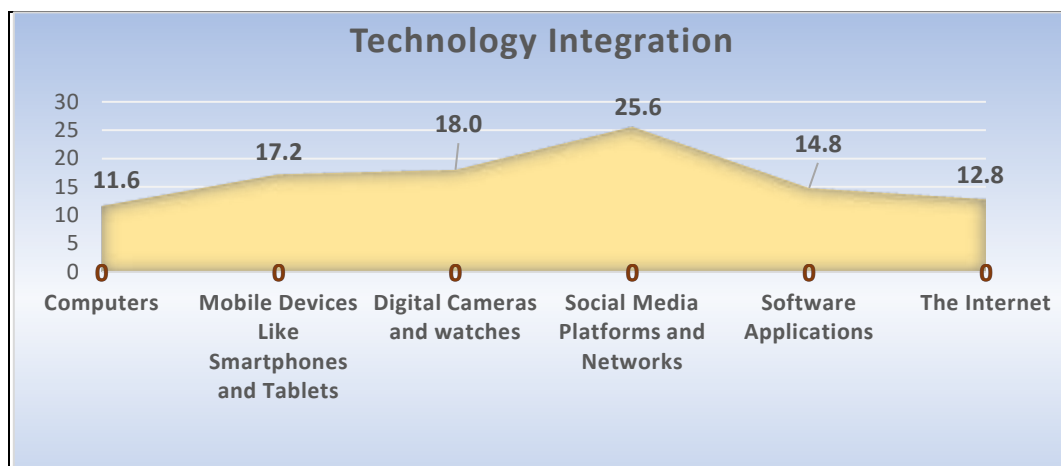 Technology Integration
30
25
20
15
10
5
0
11.6
17.2
18.0
25.6
14.8
12.8
0 0 0 0 0 0
Computers
Mobile Devices
Like
Smartphones
and Tablets
Digital Cameras
and watches
Social Media
Platforms and
Networks
Software
Applications
The Internet